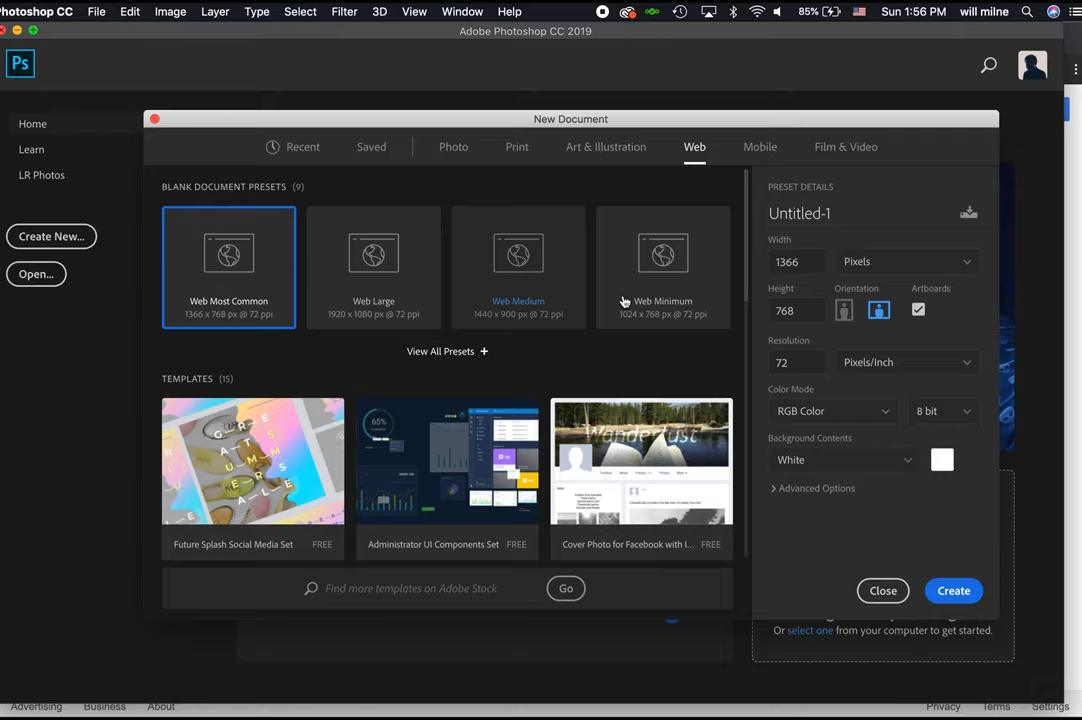 Photoshop CC File Edit Image Layer Type Select Filter 3D View Window Help 85% Sun 1:56 PM will milne
Adobe Photoshop CC 2019
Ps
Home
Learn
LR Photos
Create New...
Open...
New Document
Recent Saved Photo Print Art & Illustration Web Mobile Film & Video
BLANK DOCUMENT PRESETS (9)
Web Most Common
1366 x 768 px @ 72 ppi
Web Large
1920 x 1080 px @ 72 ppi
Web Medium
1440 x 900 px @ 72 ppi
Web Minimum
1024 x 768 px @ 72 ppi
View All Presets +
TEMPLATES (15)
65%
Wanderlust
Future Splash Social Media Set FREE
Administrator UI Components Set FREE
Cover Photo for Facebook with I... FREE
Find more templates on Adobe Stock Go
PRESET DETAILS
Untitled-1
Width
1366 Pixels
Height Orientation Artboards
768
Resolution
72 Pixels/Inch
Color Mode
RGB Color 8 bit
Background Contents
White
Advanced Options
Close Create
Or select one from your computer to get started.
Advertising Business About Privacy Terms Settings